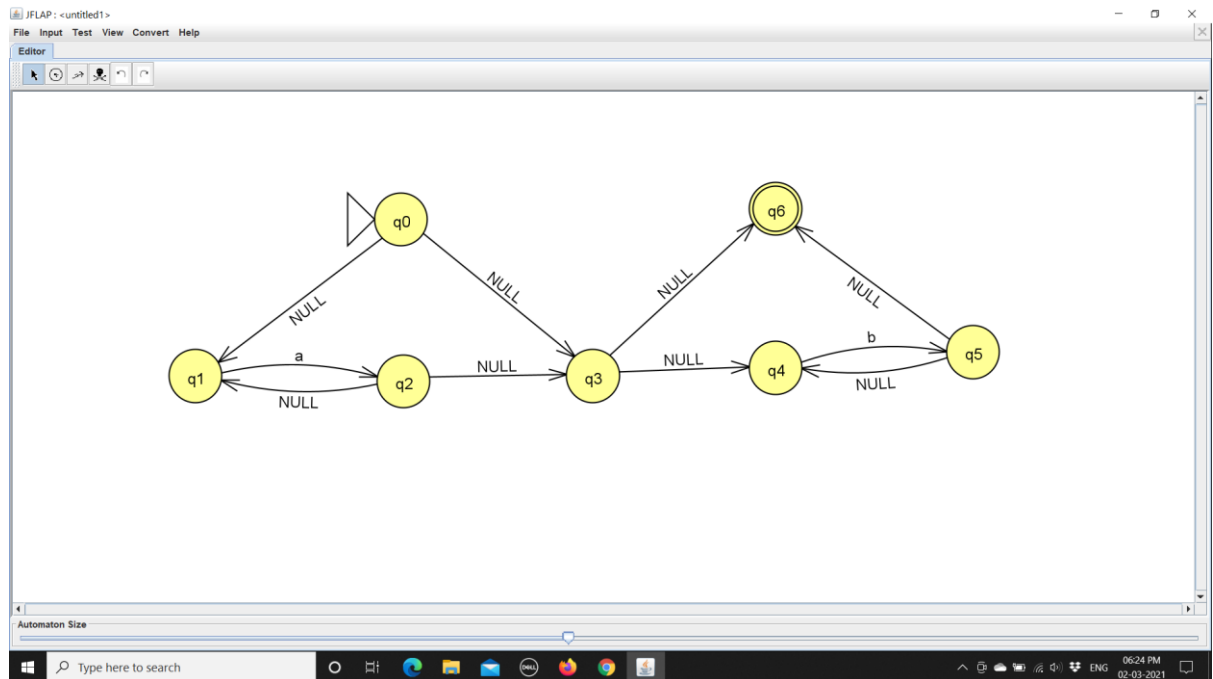 JFLAP : <untitled1>
File Input Test View Convert Help
Editor
q0
q6
NULL
NULL
NULL
NULL
a
NULL
NULL
b
q1
q2
q3
q4
q5
NULL
NULL
Automaton Size
Type here to search
DELL
ENG
06:24 PM
02-03-2021